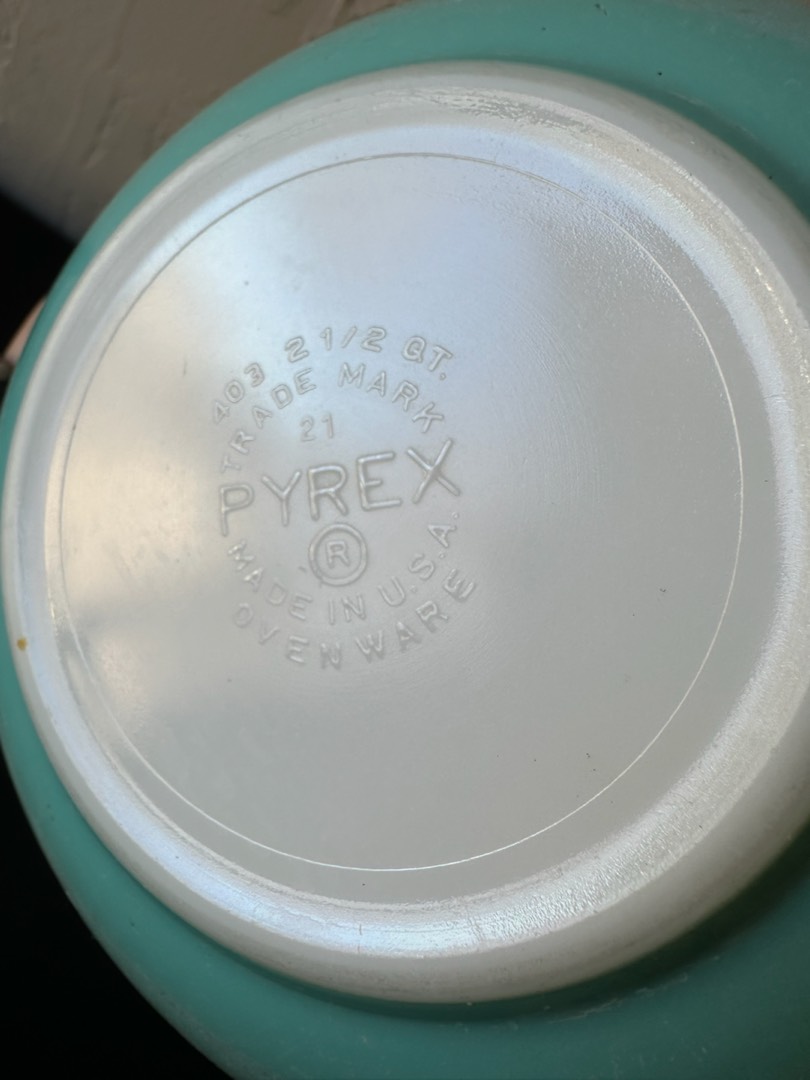 403 2 1/2 QT.
TRADE MARK
21
PYREX
®
MADE IN U.S.A.
OVENWARE